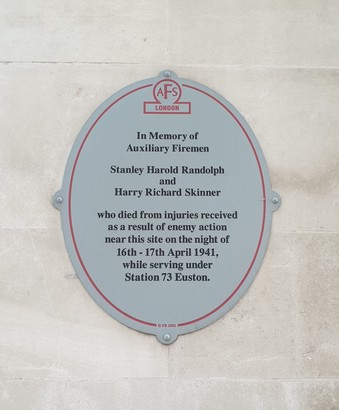 AFS
LONDON
In Memory of
Auxiliary Firemen
Stanley Harold Randolph
and
Harry Richard Skinner
who died from injuries received
as a result of enemy action
near this site on the night of
16th - 17th April 1941,
while serving under
Station 73 Euston.